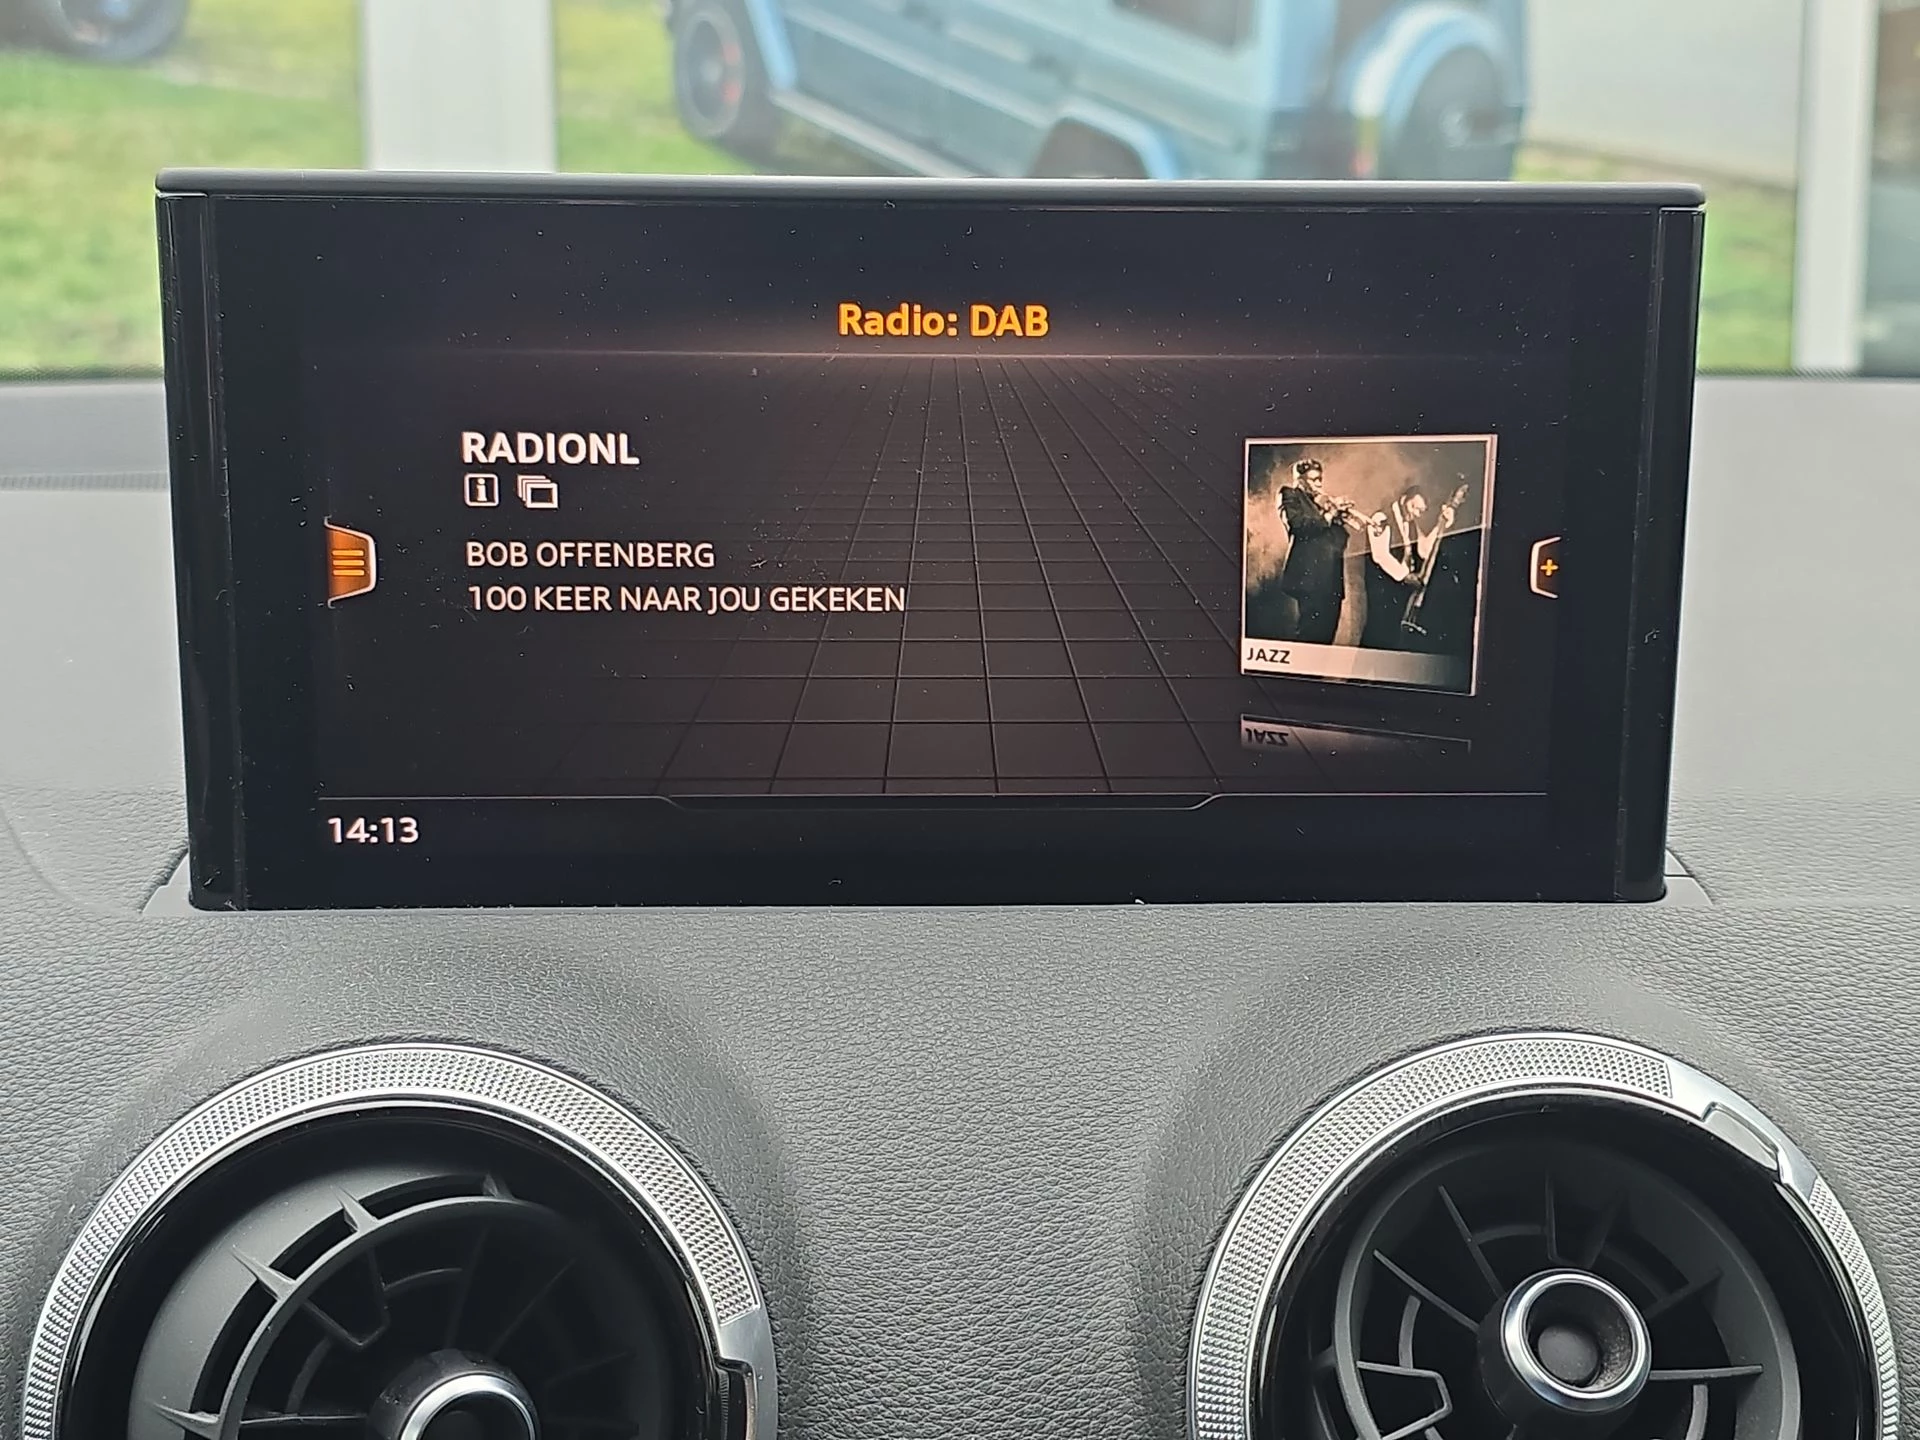 Radio: DAB
RADIONL
BOB OFFENBERG
100 KEER NAAR JOU GEKEKEN
JAZZ
14:13